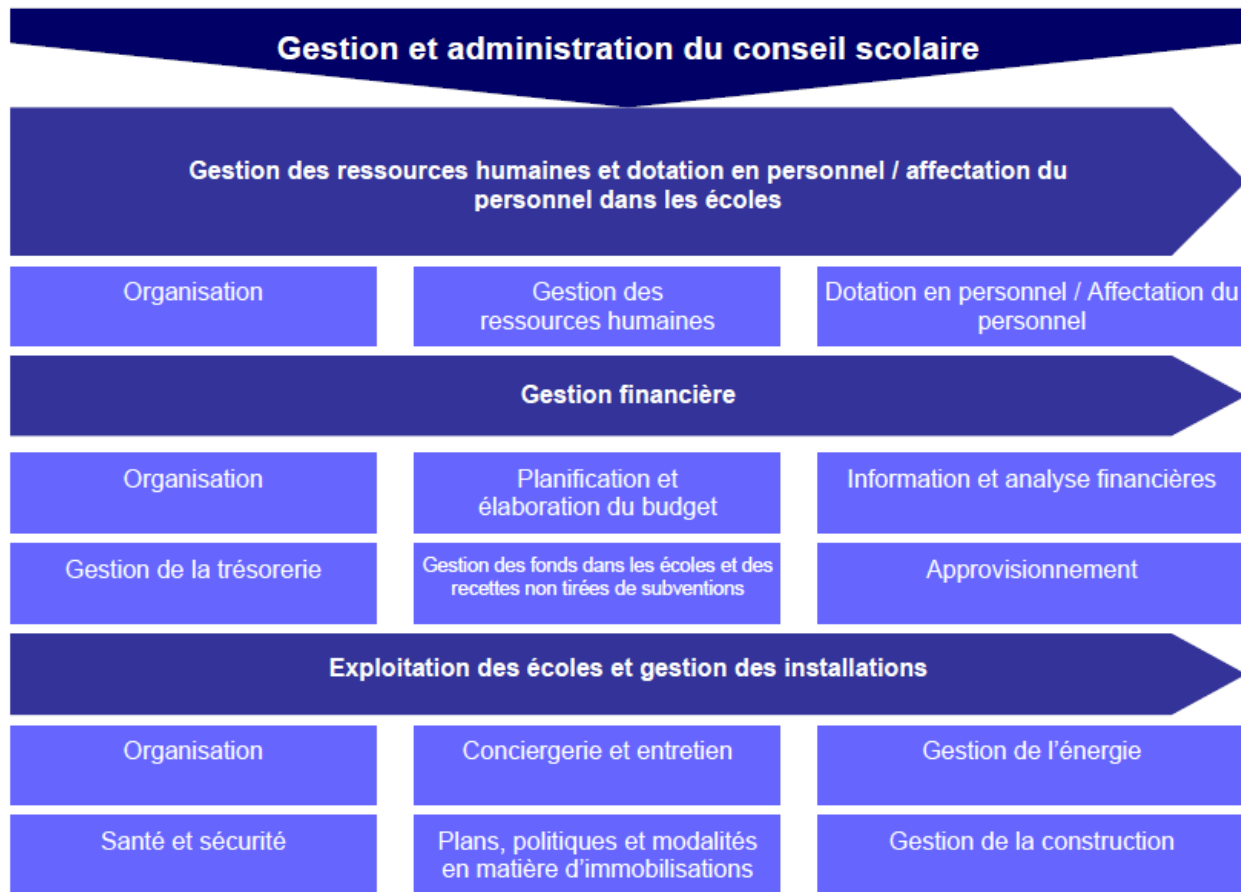 Gestion et administration du conseil scolaire
Gestion des ressources humaines et dotation en personnel / affectation du
personnel dans les écoles
Organisation
Gestion des
ressources humaines
Dotation en personnel / Affectation du
personnel
Gestion financière
Organisation
Planification et
élaboration du budget
Information et analyse financières
Gestion de la trésorerie
Gestion des fonds dans les écoles et des
recettes non tirées de subventions
Approvisionnement
Exploitation des écoles et gestion des installations
Organisation
Conciergerie et entretien
Gestion de l’énergie
Santé et sécurité
Plans, politiques et modalités
en matière d’immobilisations
Gestion de la construction